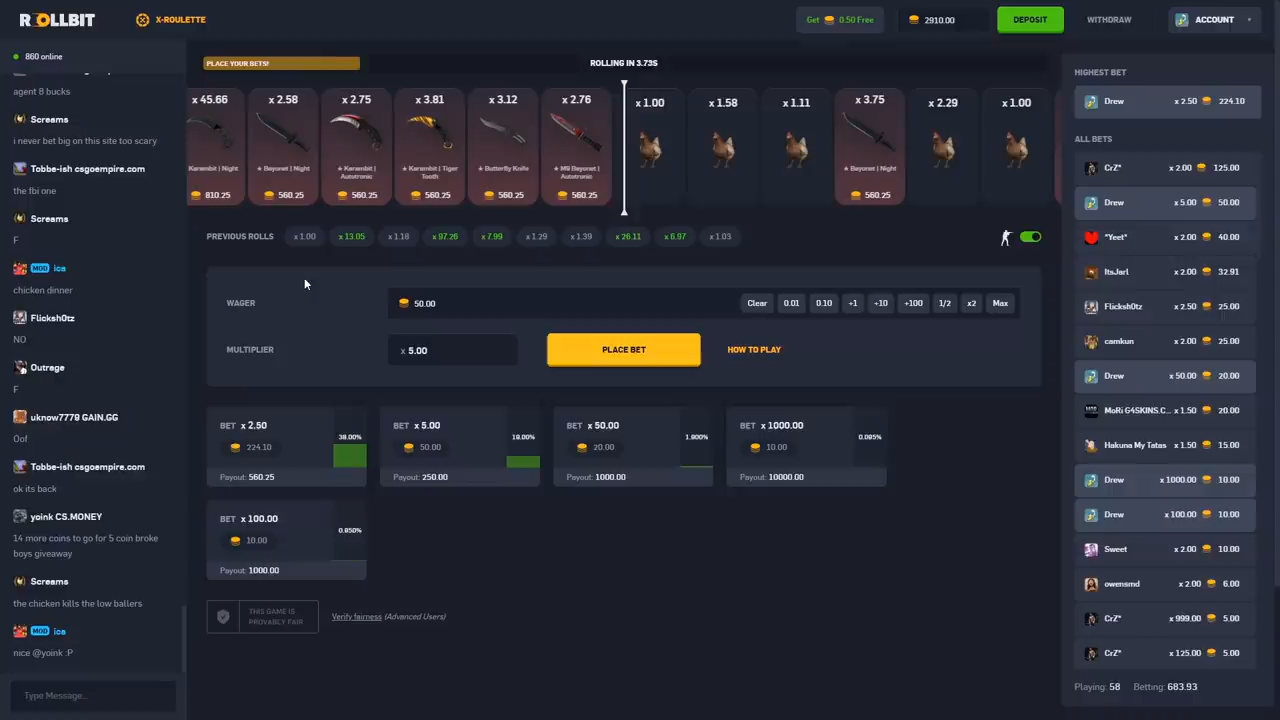 ROLLBIT
X-ROULETTE
Get 0.50 Free
2910.00
DEPOSIT
WITHDRAW
ACCOUNT
860 online
agent 8 bucks
Screams
i never bet big on this site too scary
Tobbe-ish csgoempire.com
the fbi one
Screams
F
MOD ica
chicken dinner
Flicksh0tz
NO
Outrage
F
uknow7779 GAIN.GG
Oof
Tobbe-ish csgoempire.com
ok its back
yoink CS.MONEY
14 more coins to go for 5 coin broke
boys giveaway
Screams
the chicken kills the low ballers
MOD ica
nice @yoink :P
Type Message...
PLACE YOUR BETS!
ROLLING IN 3.73S
x 45.66
Karambit | Night
810.25
x 2.58
★ Bayonet | Night
560.25
x 2.75
★ Karambit |
Autotronic
560.25
x 3.81
★ Karambit | Tiger
Tooth
560.25
x 3.12
★ Butterfly Knife
560.25
x 2.76
★ M9 Bayonet |
Autotronic
560.25
x 1.00
x 1.58
x 1.11
x 3.75
★ Bayonet | Night
560.25
x 2.29
x 1.00
PREVIOUS ROLLS
x 1.00
x 13.05
x 1.18
x 97.26
x 7.99
x 1.29
x 1.39
x 26.11
x 6.97
x 1.03
WAGER
50.00
Clear
0.01
0.10
+1
+10
+100
1/2
x2
Max
MULTIPLIER
x 5.00
PLACE BET
HOW TO PLAY
BET x 2.50
224.10
38.00%
Payout: 560.25
BET x 5.00
50.00
19.00%
Payout: 250.00
BET x 50.00
20.00
1.900%
Payout: 1000.00
BET x 1000.00
10.00
0.095%
Payout: 10000.00
BET x 100.00
10.00
0.950%
Payout: 1000.00
THIS GAME IS
PROVABLY FAIR
Verify fairness (Advanced Users)
HIGHEST BET
Drew x 2.50 224.10
ALL BETS
CrZ* x 2.00 125.00
Drew x 5.00 50.00
*Yeet* x 2.00 40.00
ItsJarl x 2.00 32.91
Flicksh0tz x 2.50 25.00
camkun x 2.00 25.00
Drew x 50.00 20.00
MoRi G4SKINS.C... x 1.50 20.00
Hakuna My Tatas x 1.50 15.00
Drew x 1000.00 10.00
Drew x 100.00 10.00
Sweet x 2.00 10.00
owensmd x 2.00 6.00
CrZ* x 999.00 5.00
CrZ* x 125.00 5.00
Playing: 58 Betting: 683.93